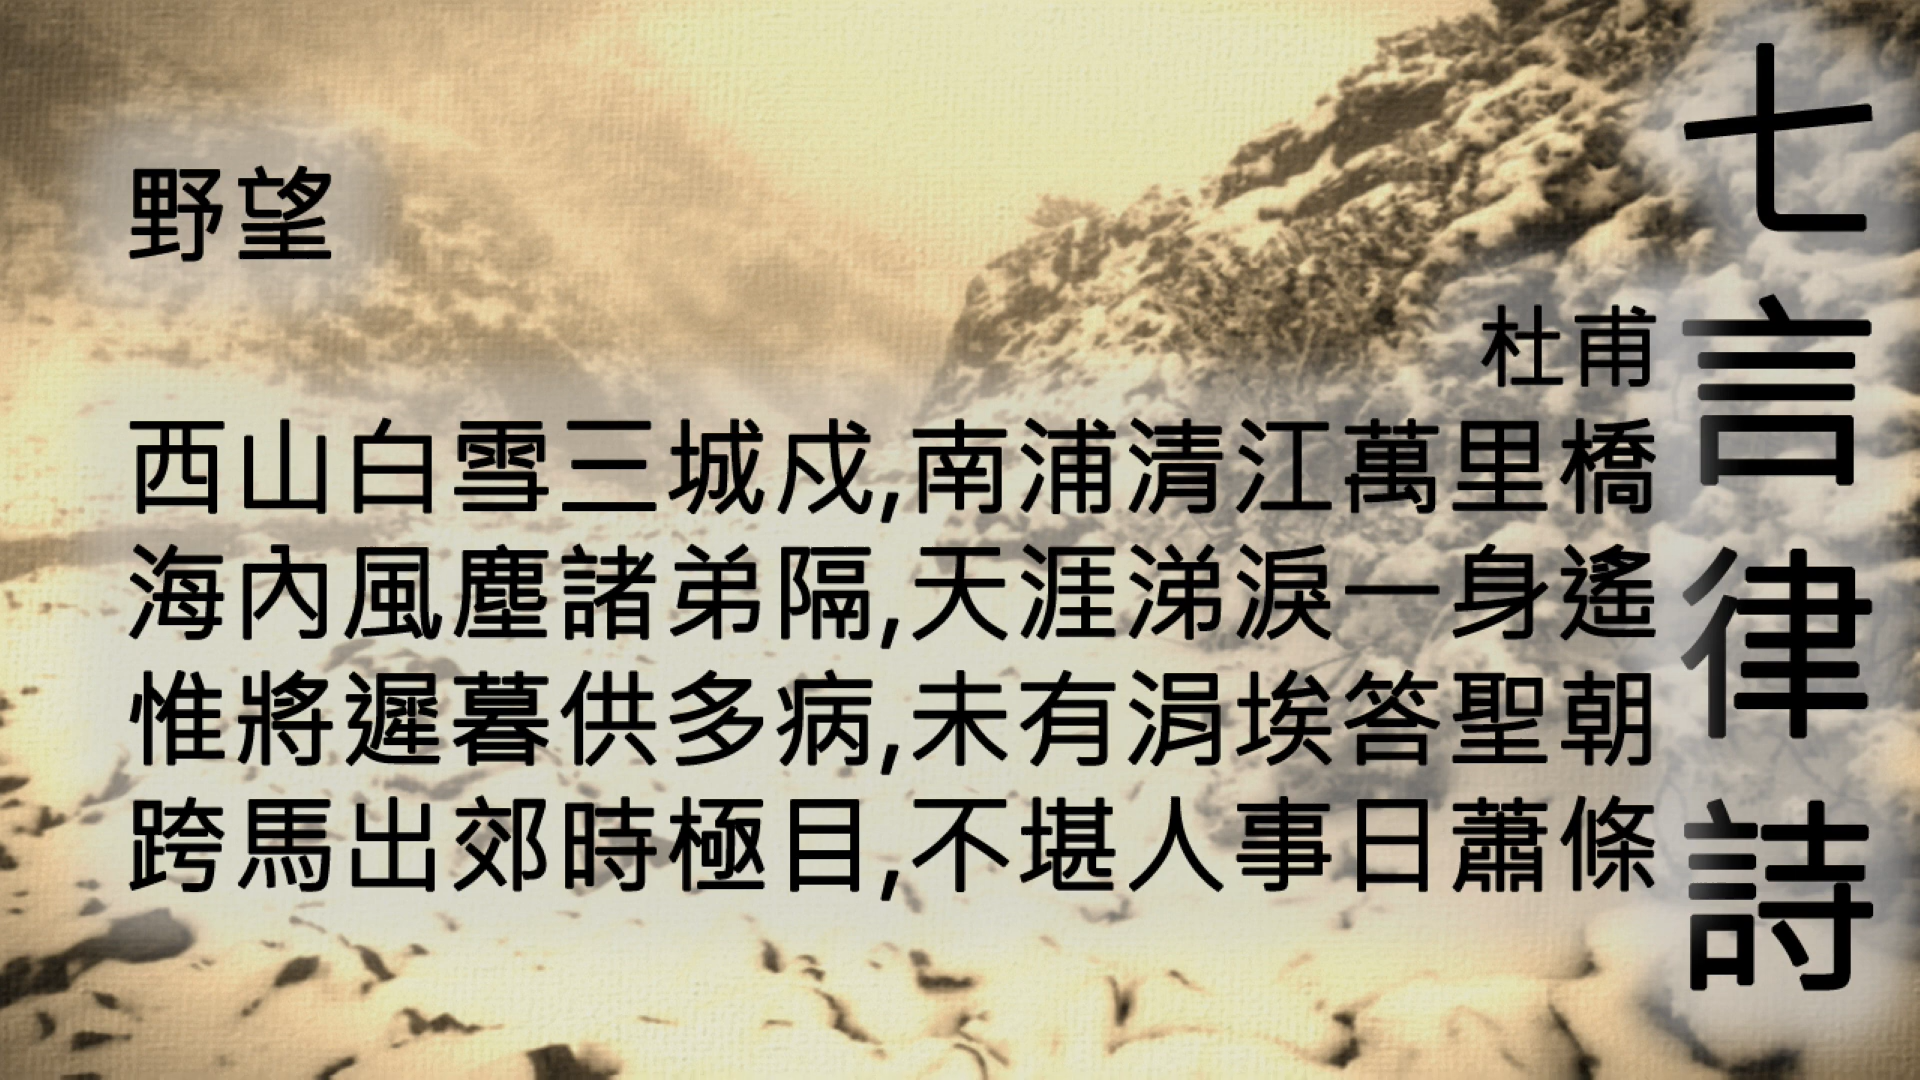 七言律詩
野望
杜甫
西山白雪三城戍,南浦清江萬里橋
海內風塵諸弟隔,天涯涕淚一身遙
惟將遲暮供多病,未有涓埃答聖朝
跨馬出郊時極目,不堪人事日蕭條